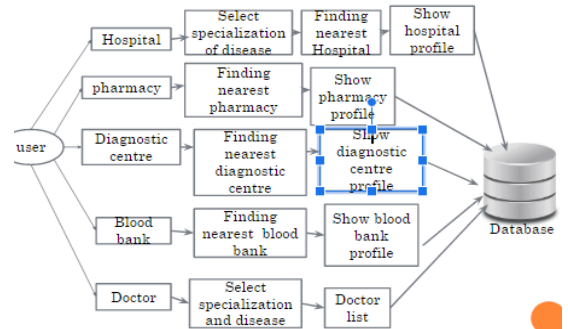 Hospital
Select
specialization
of disease
Finding
nearest
Hospital
Show
hospital
profile
pharmacy
Finding
nearest
pharmacy
Show
pharmacy
profile
user
Diagnostic
centre
Finding
nearest
diagnostic
centre
Show
diagnostic
centre
profile
Database
Blood
bank
Finding
nearest blood
bank
Show blood
bank
profile
Doctor
Select
specialization
and disease
Doctor
list